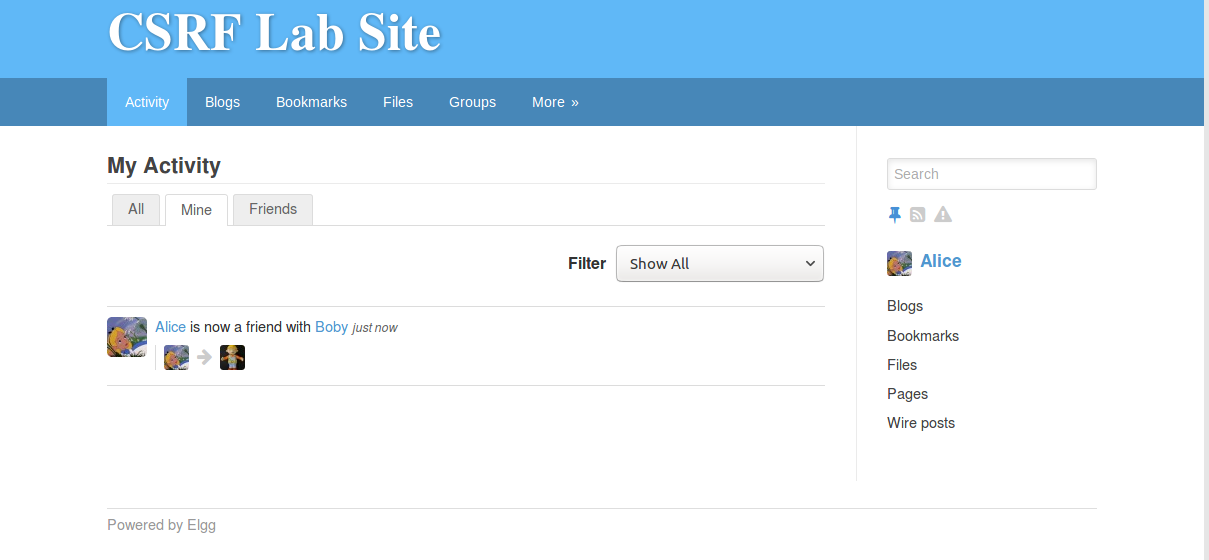 CSRF Lab Site
Activity Blogs Bookmarks Files Groups More »
My Activity
All Mine Friends
Filter Show All
Alice is now a friend with Boby just now
Search
Alice
Blogs
Bookmarks
Files
Pages
Wire posts
Powered by Elgg